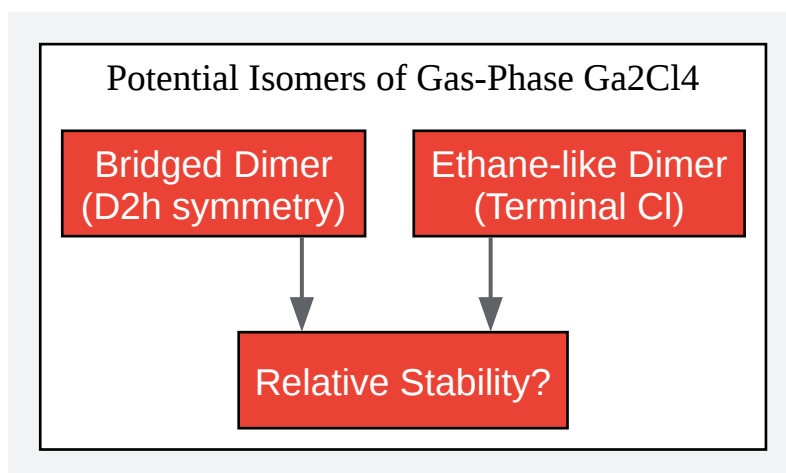 Potential Isomers of Gas-Phase Ga2Cl4
Bridged Dimer
(D2h symmetry)
Ethane-like Dimer
(Terminal Cl)
Relative Stability?